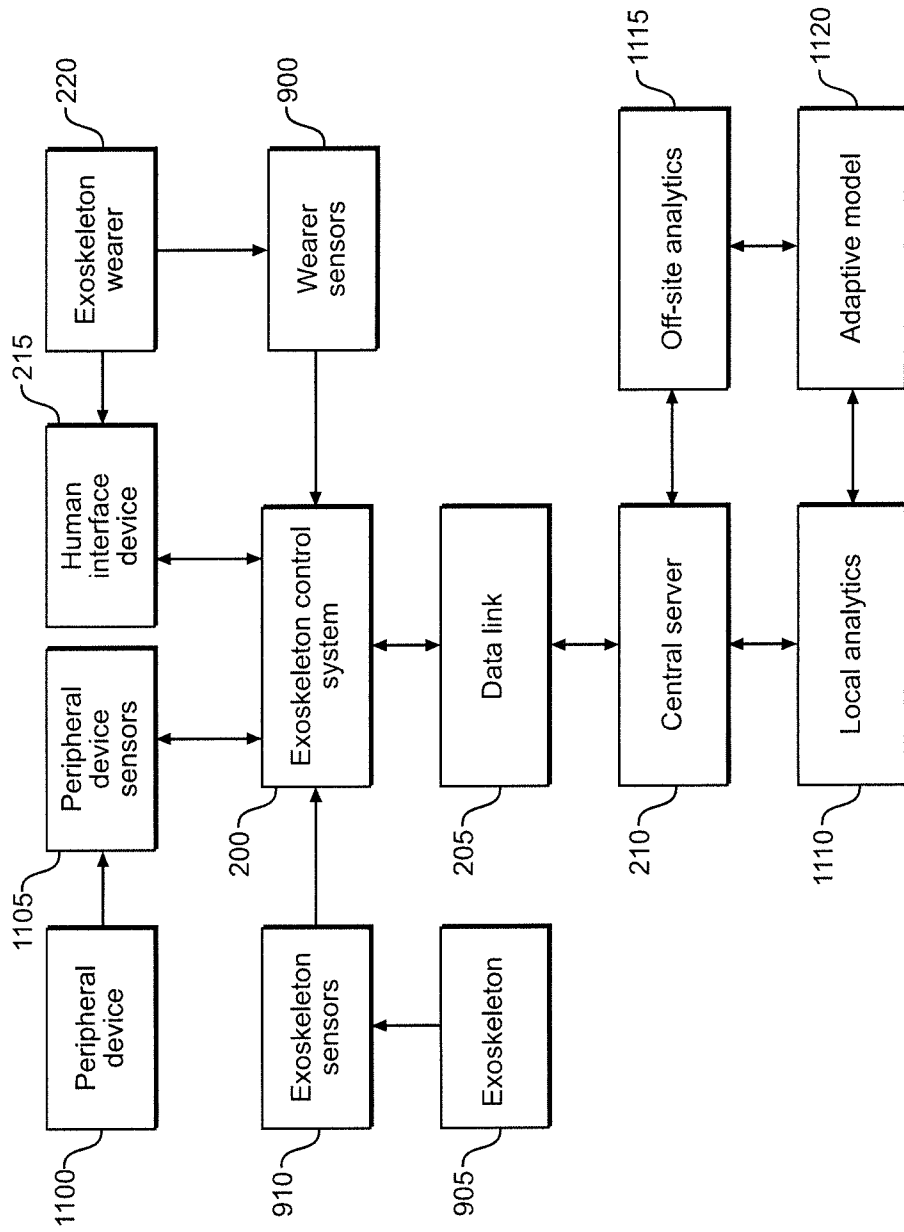 1105
215
1100
Peripheral
device
Peripheral
device
sensors
Human
interface
device
Exoskeleton
wearer
220
910
Exoskeleton
sensors
200
Exoskeleton control
system
Wearer
sensors
900
905
Exoskeleton
205
Data link
210
Central server
Off-site analytics
1115
1110
Local analytics
Adaptive model
1120